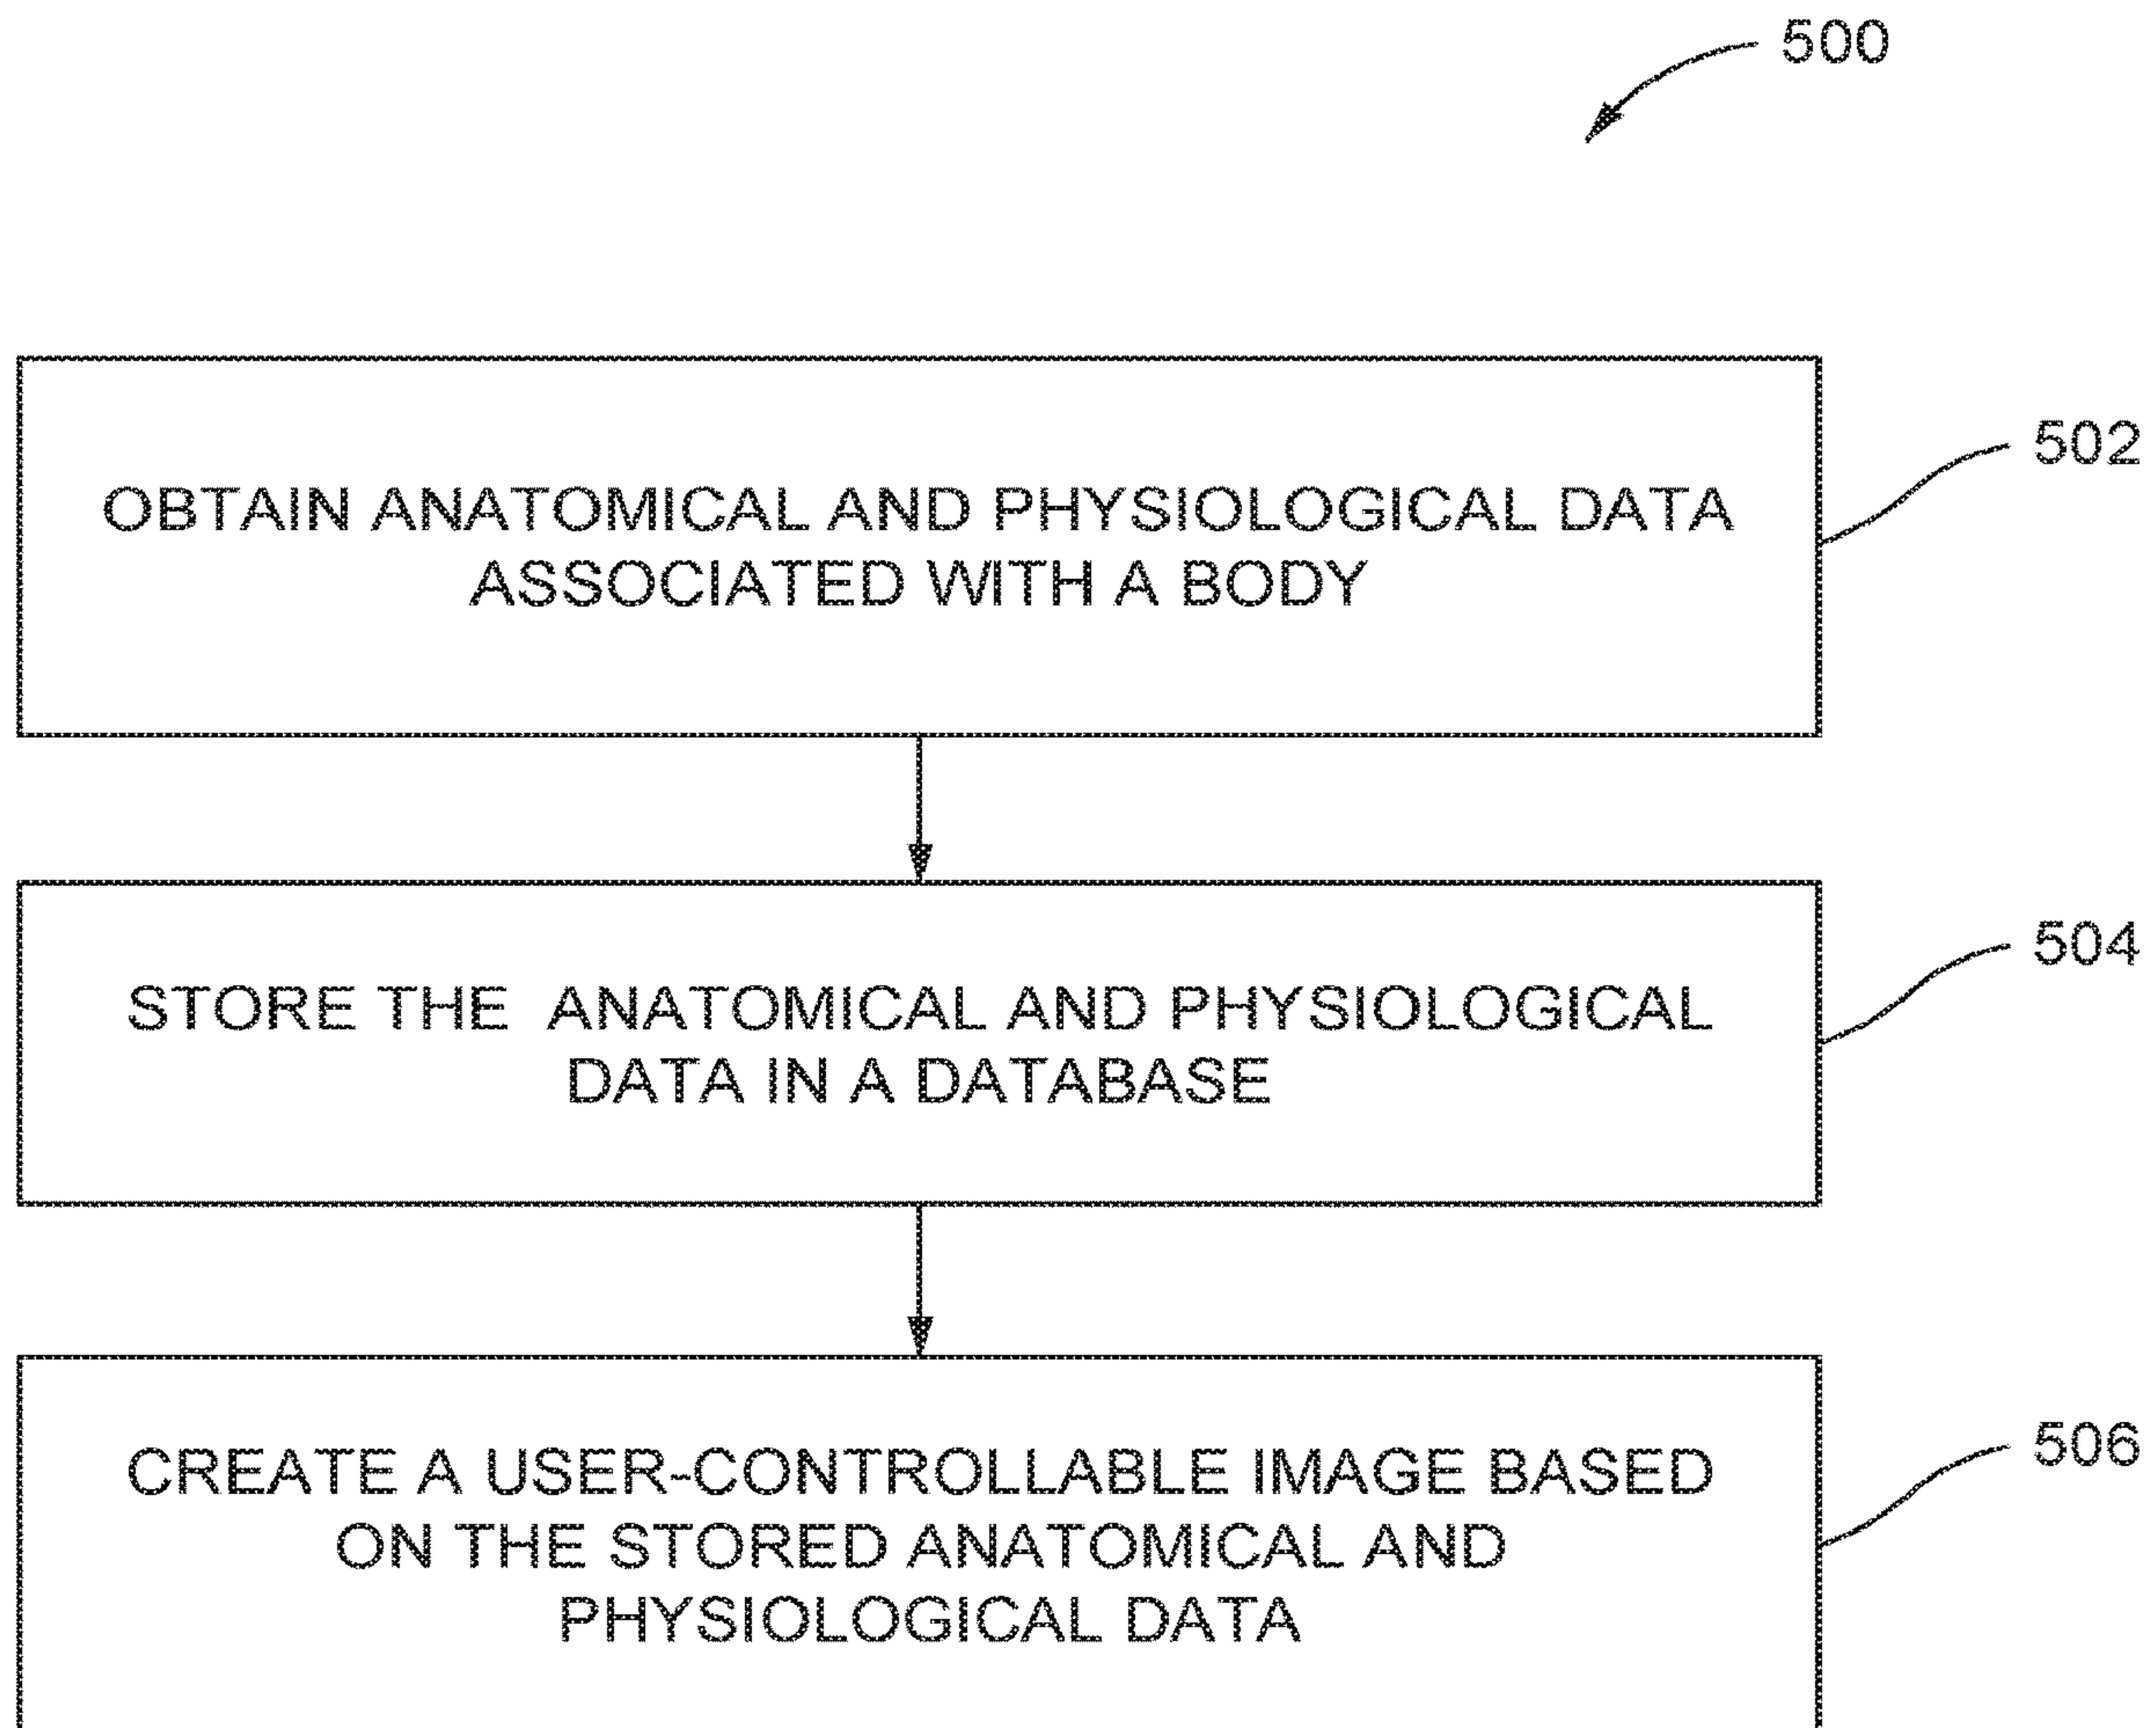 500
OBTAIN ANATOMICAL AND PHYSIOLOGICAL DATA
ASSOCIATED WITH A BODY
502
STORE THE ANATOMICAL AND PHYSIOLOGICAL
DATA IN A DATABASE
504
CREATE A USER-CONTROLLABLE IMAGE BASED
ON THE STORED ANATOMICAL AND
PHYSIOLOGICAL DATA
506